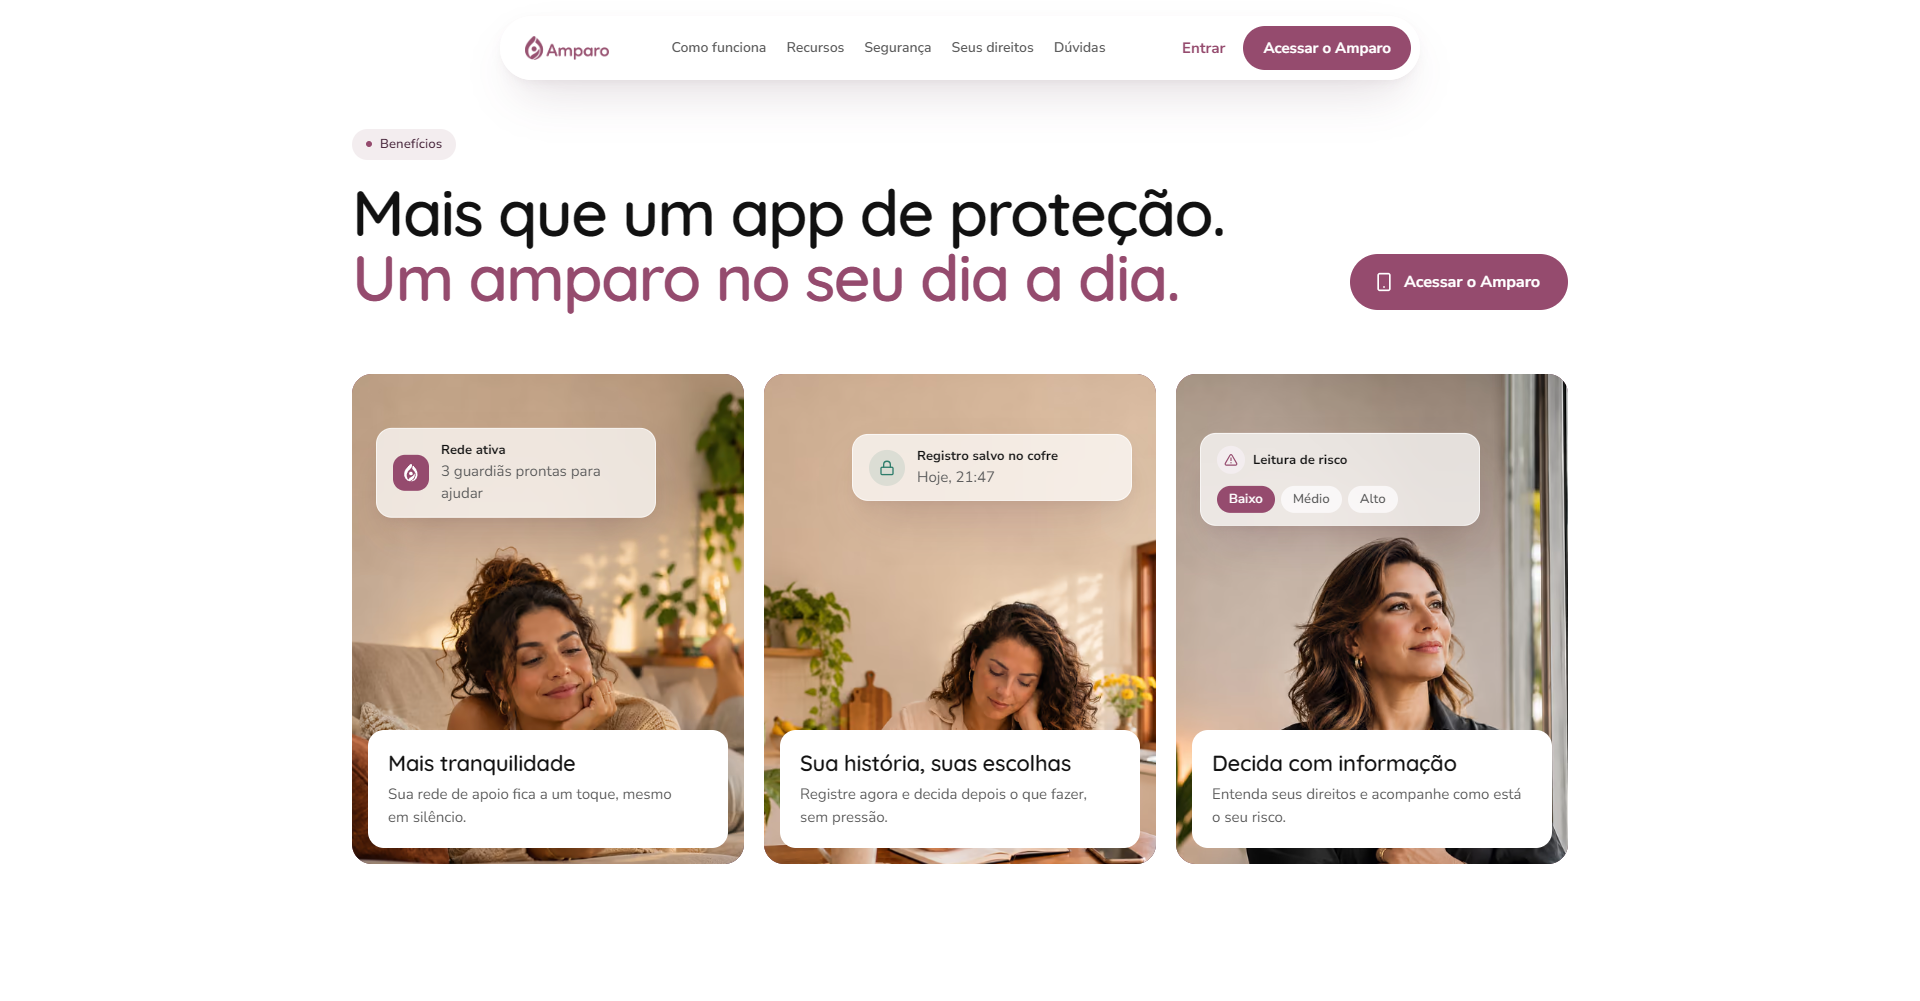 Amparo
Como funciona
Recursos
Segurança
Seus direitos
Dúvidas
Entrar
Acessar o Amparo
Benefícios
Mais que um app de proteção.
Um amparo no seu dia a dia.
Acessar o Amparo
Rede ativa
3 guardiãs prontas para
ajudar
Mais tranquilidade
Sua rede de apoio fica a um toque, mesmo
em silêncio.
Registro salvo no cofre
Hoje, 21:47
Sua história, suas escolhas
Registre agora e decida depois o que fazer,
sem pressão.
Leitura de risco
Baixo
Médio
Alto
Decida com informação
Entenda seus direitos e acompanhe como está
o seu risco.